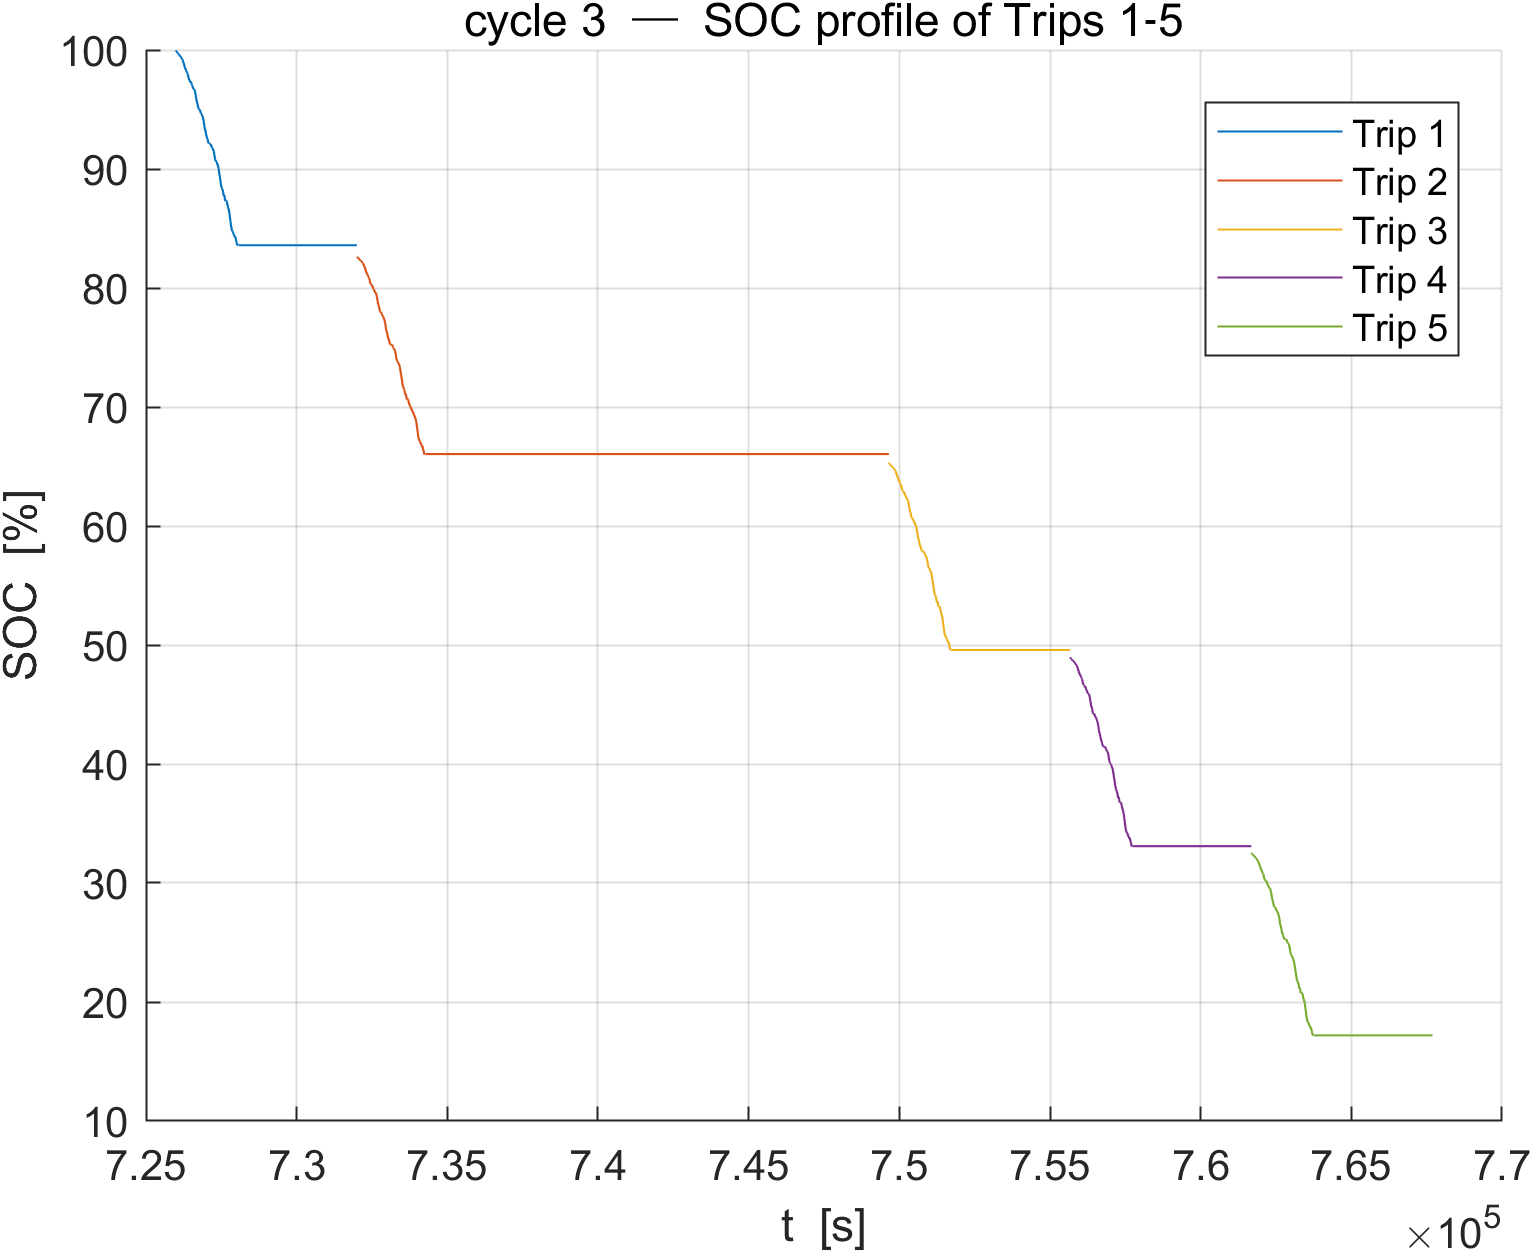 cycle 3 — SOC profile of Trips 1-5
100
90
80
70
60
50
40
30
20
10
SOC [%]
Trip 1
Trip 2
Trip 3
Trip 4
Trip 5
7.25 7.3 7.35 7.4 7.45 7.5 7.55 7.6 7.65 7.7
t [s]
×10⁵